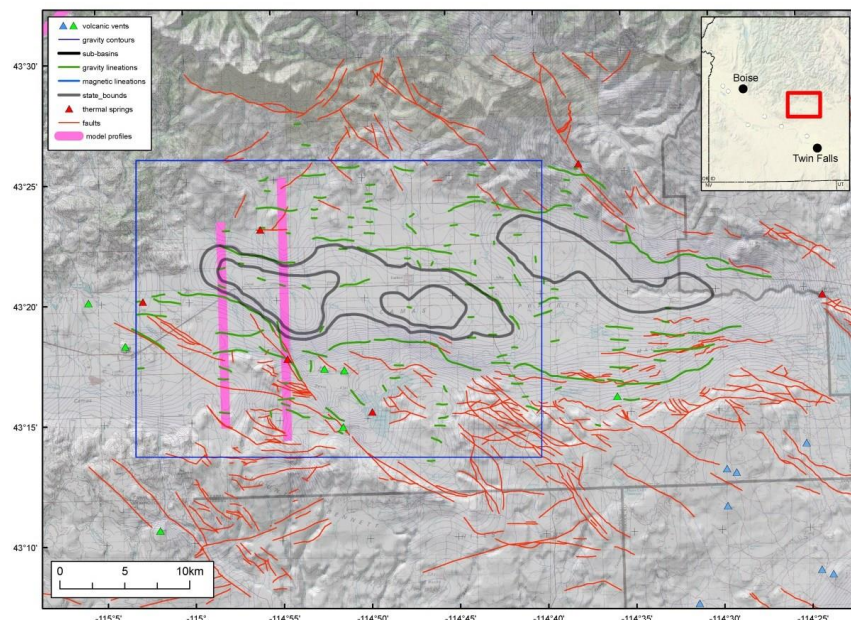 volcanic vents
gravity contours
sub-basins
gravity lineations
magnetic lineations
state_bounds
thermal springs
faults
model profiles
Boise
Twin Falls
NV
UT
43°30'
43°25'
43°20'
43°15'
43°10'
0 5 10km
-115°5' -114°55' -114°50' -114°45' -114°40' -114°35' -114°30' -114°25'